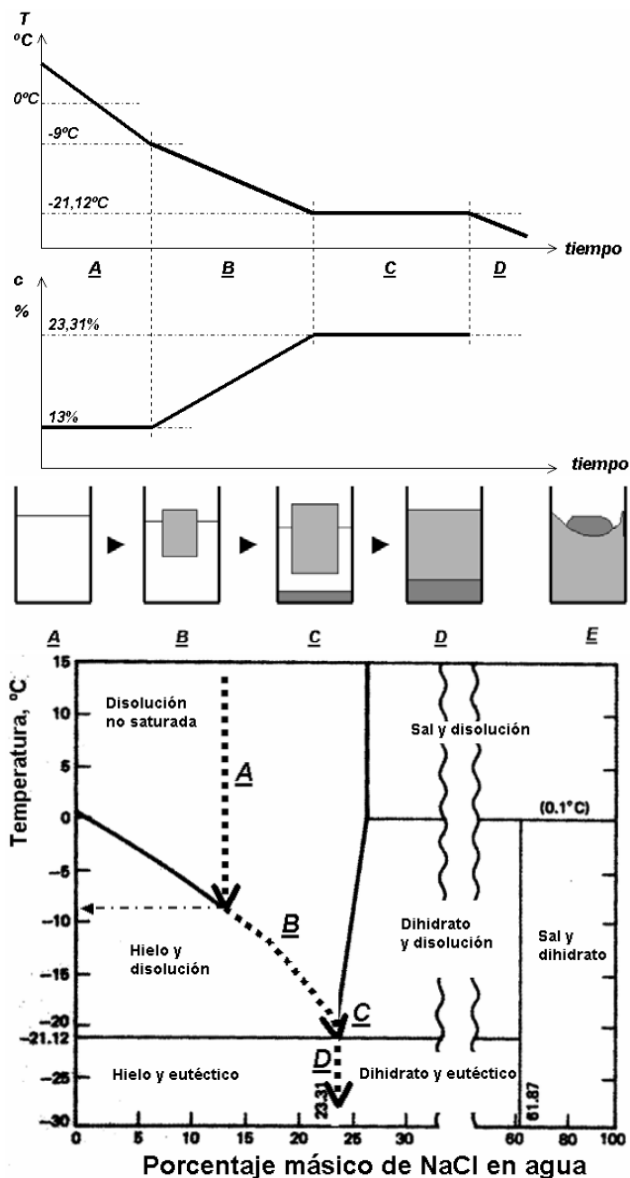 T
ºC
0ºC
-9ºC
-21,12ºC
tiempo
A B C D
c
%
23,31%
13%
tiempo
A B C D E
Temperatura, ºC
15
10
5
0
-5
-10
-15
-20
-21.12
-25
-30
Disolución
no saturada
Sal y disolución
A
(0.1°C)
B
Hielo y
disolución
Dihidrato
y disolución
Sal y
dihidrato
C
D
Hielo y eutéctico
23.31
Dihidrato y eutéctico
61.87
0 5 10 15 20 25 30 60 80 100
Porcentaje másico de NaCl en agua